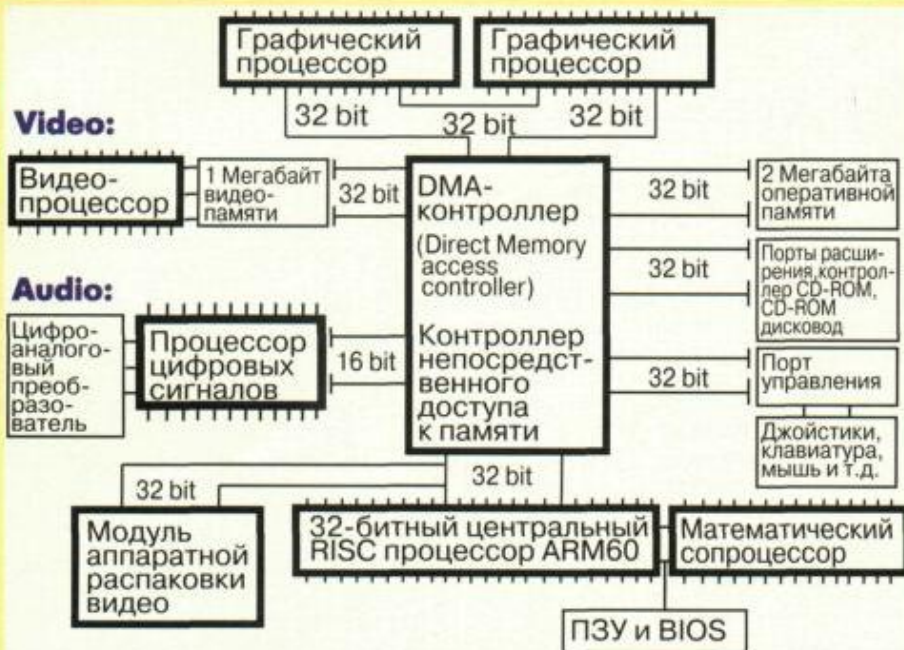 Графический
процессор
Графический
процессор
32 bit
32 bit
32 bit
Video:
Видео-
процессор
1 Мегабайт
видео-
памяти
32 bit
DMA-
контроллер
(Direct Memory
access
controller)
Контроллер
непосредст-
венного
доступа
к памяти
32 bit
2 Мегабайта
оперативной
памяти
32 bit
Порты расши-
рения,контрол-
лер CD-ROM,
CD-ROM
дисковод
Audio:
Цифро-
аналого-
вый
преоб-
разо-
ватель
Процессор
цифровых
сигналов
16 bit
32 bit
Порт
управления
Джойстики,
клавиатура,
мышь и т.д.
32 bit
32 bit
Модуль
аппаратной
распаковки
видео
32-битный центральный
RISC процессор ARM60
Математический
сопроцессор
ПЗУ и BIOS